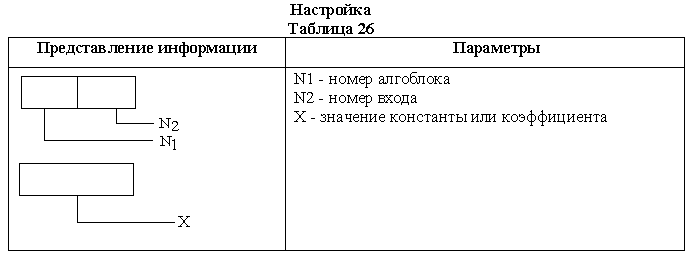 Настройка
Таблица 26
Представление информации
Параметры
N2
N1
X
N1 - номер алгоблока
N2 - номер входа
X - значение константы или коэффициента